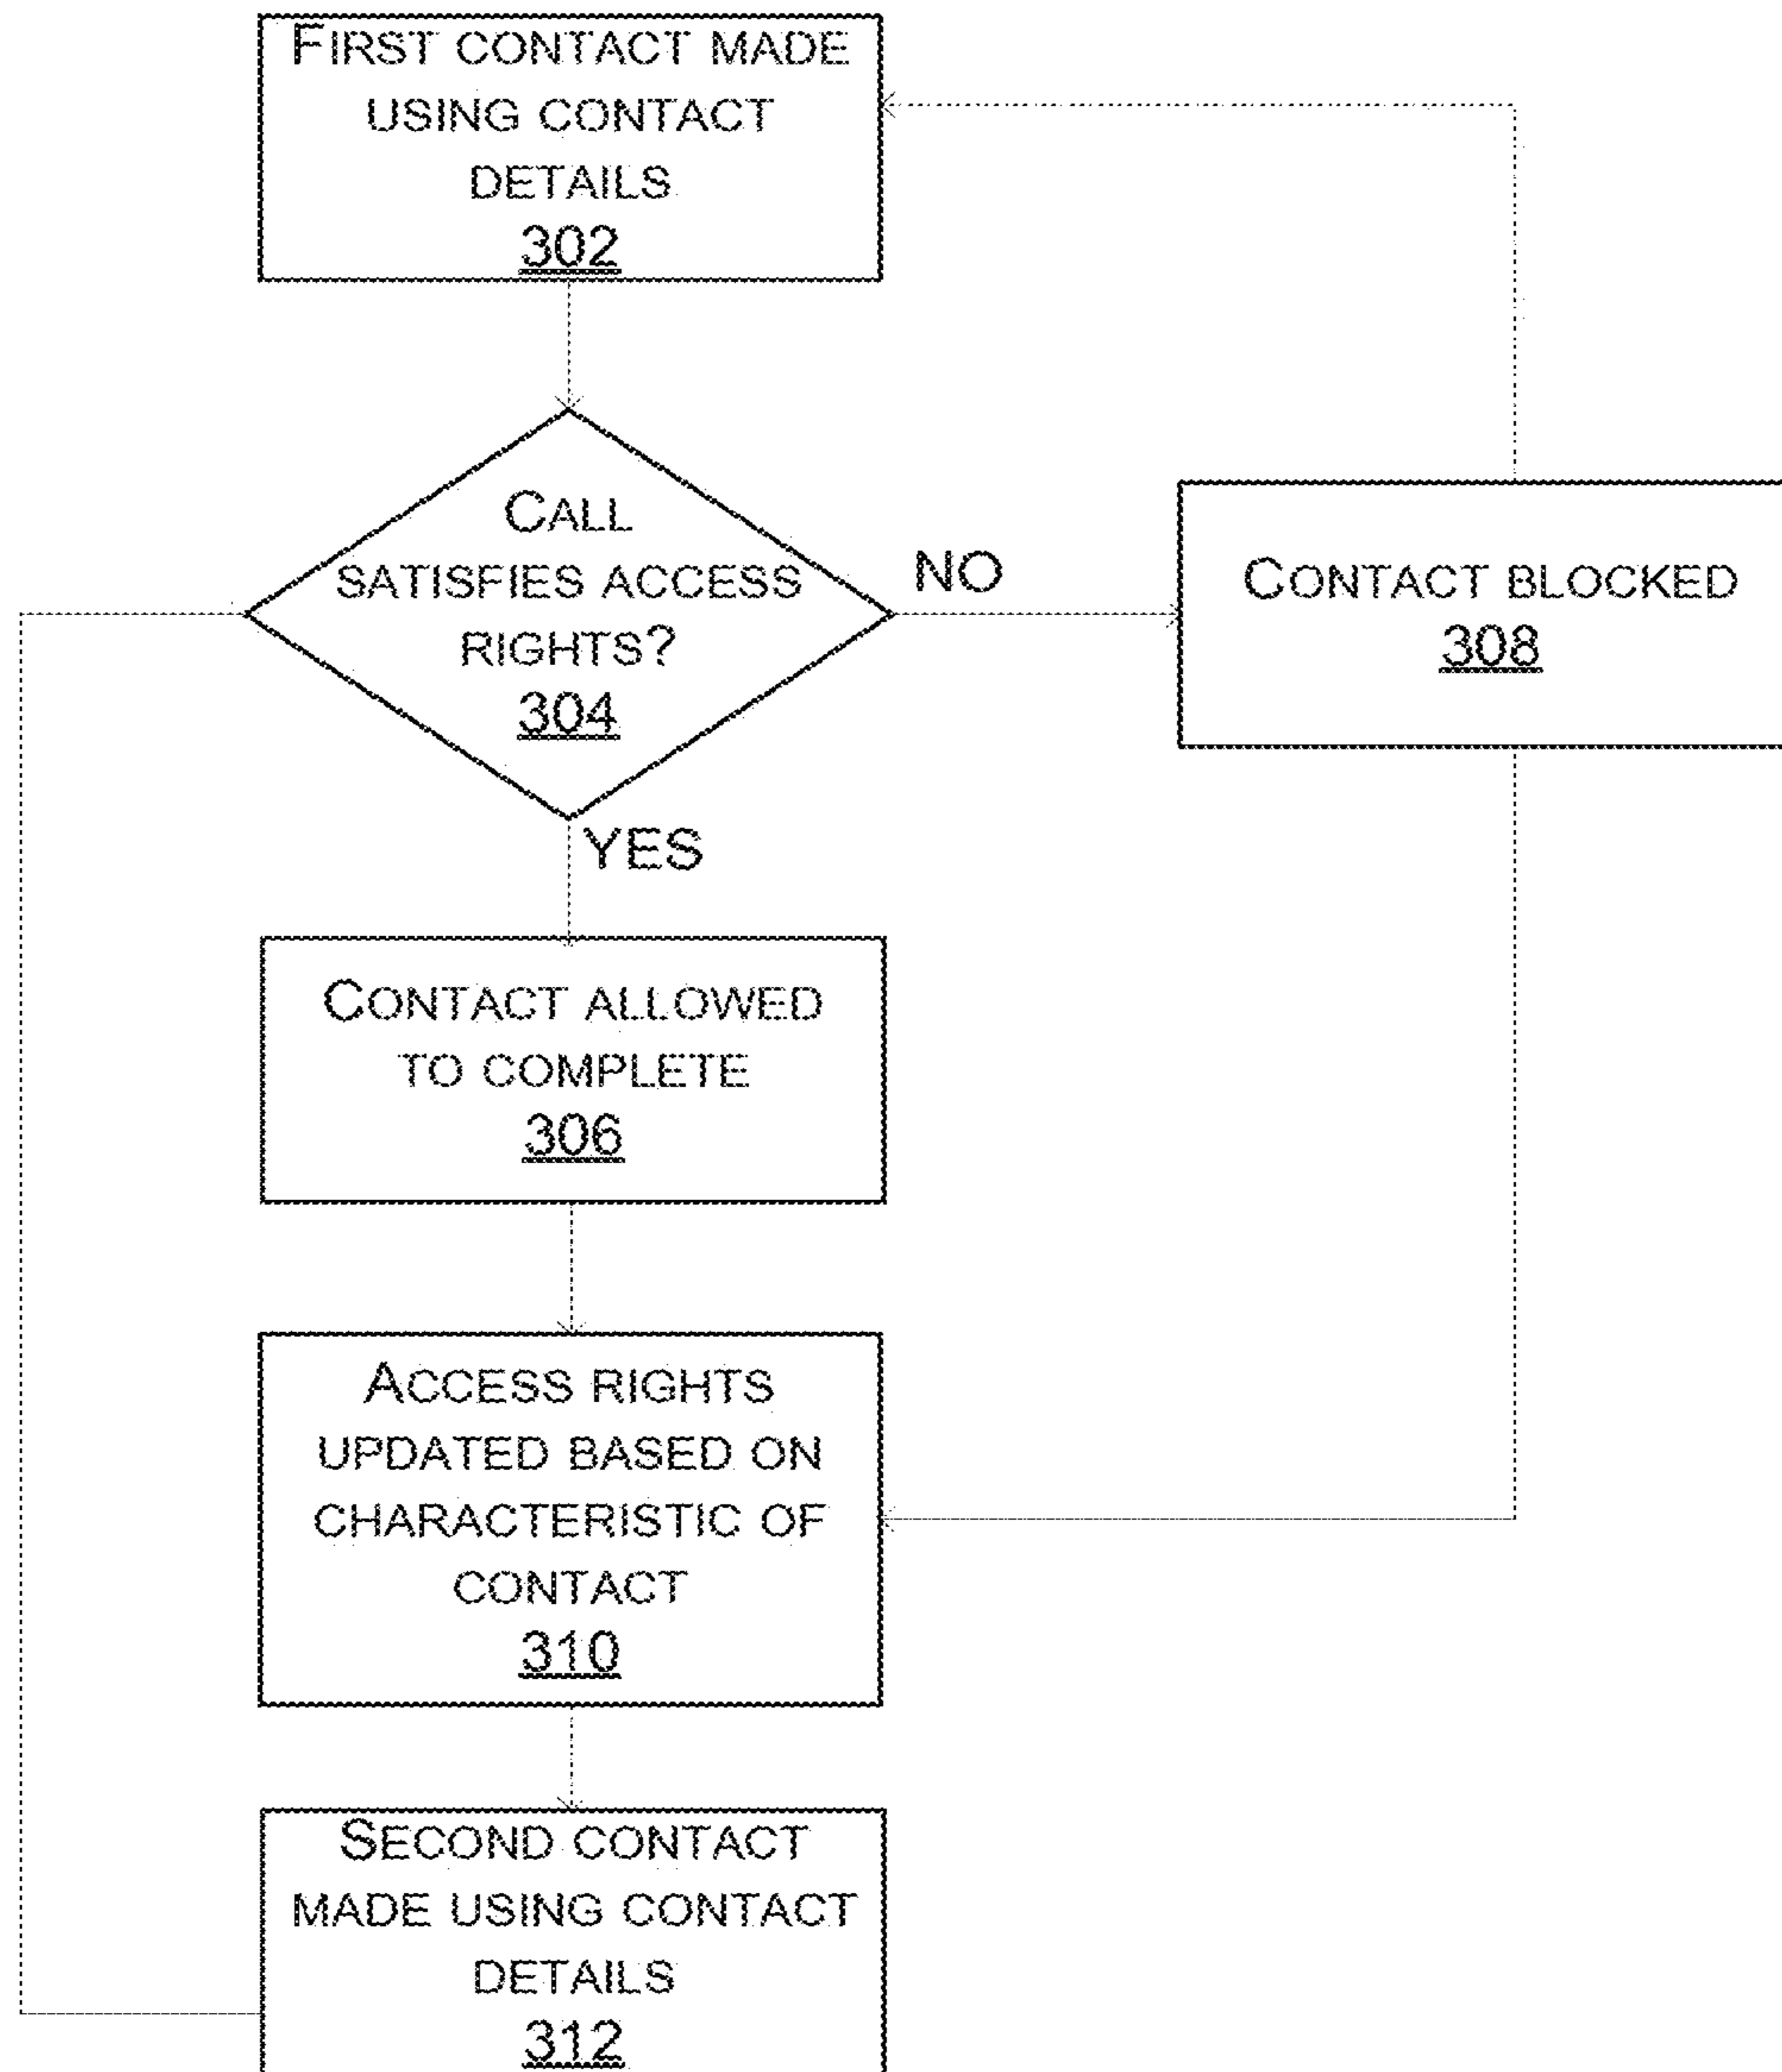 FIRST CONTACT MADE
USING CONTACT
DETAILS
302
CALL
SATISFIES ACCESS
RIGHTS?
304
NO
CONTACT BLOCKED
308
YES
CONTACT ALLOWED
TO COMPLETE
306
ACCESS RIGHTS
UPDATED BASED ON
CHARACTERISTIC OF
CONTACT
310
SECOND CONTACT
MADE USING CONTACT
DETAILS
312